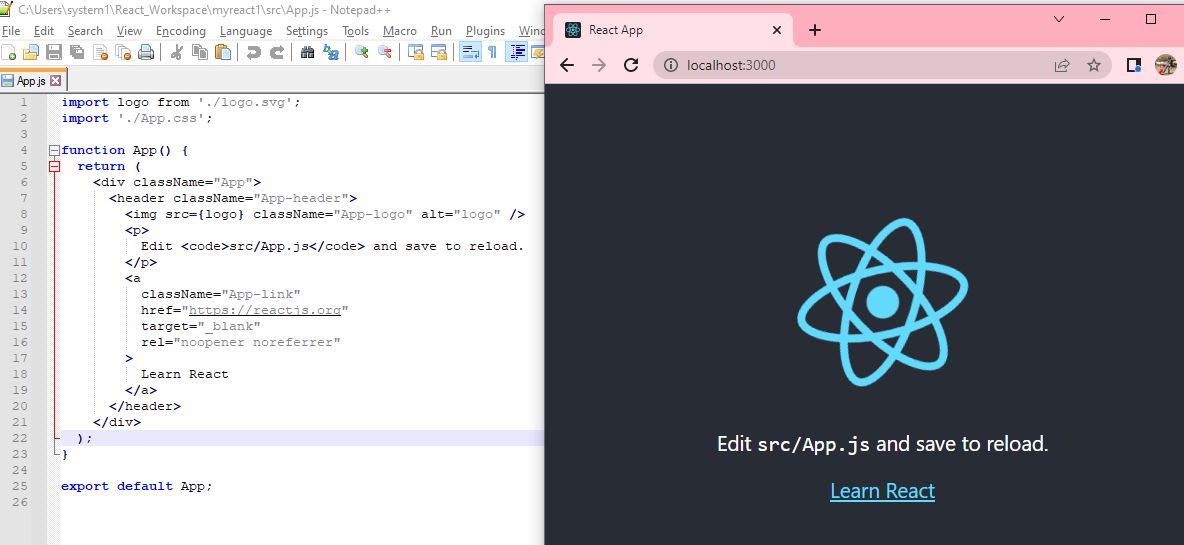 C:\Users\system1\React_Workspace\myreact1\src\App.js - Notepad++
File Edit Search View Encoding Language Settings Tools Macro Run Plugins
App.js
1 import logo from './logo.svg';
2 import './App.css';
3
4 function App() {
5   return (
6     <div className="App">
7       <header className="App-header">
8         <img src={logo} className="App-logo" alt="logo" />
9         <p>
10           Edit <code>src/App.js</code> and save to reload.
11         </p>
12         <a
13           className="App-link"
14           href="https://reactjs.org"
15           target="_blank"
16           rel="noopener noreferrer"
17         >
18           Learn React
19         </a>
20       </header>
21     </div>
22   );
23 }
24
25 export default App;
26
React App
localhost:3000
Edit src/App.js and save to reload.
Learn React